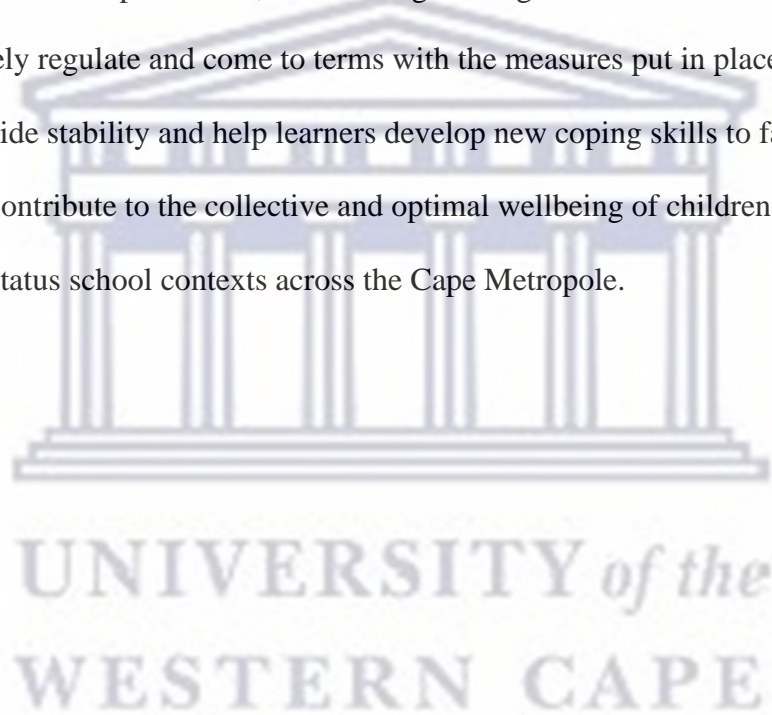 ely regulate and come to terms with the measures put in place
ide stability and help learners develop new coping skills to fa
ontribute to the collective and optimal wellbeing of children
tatus school contexts across the Cape Metropole.
UNIVERSITY of the
WESTERN CAPE